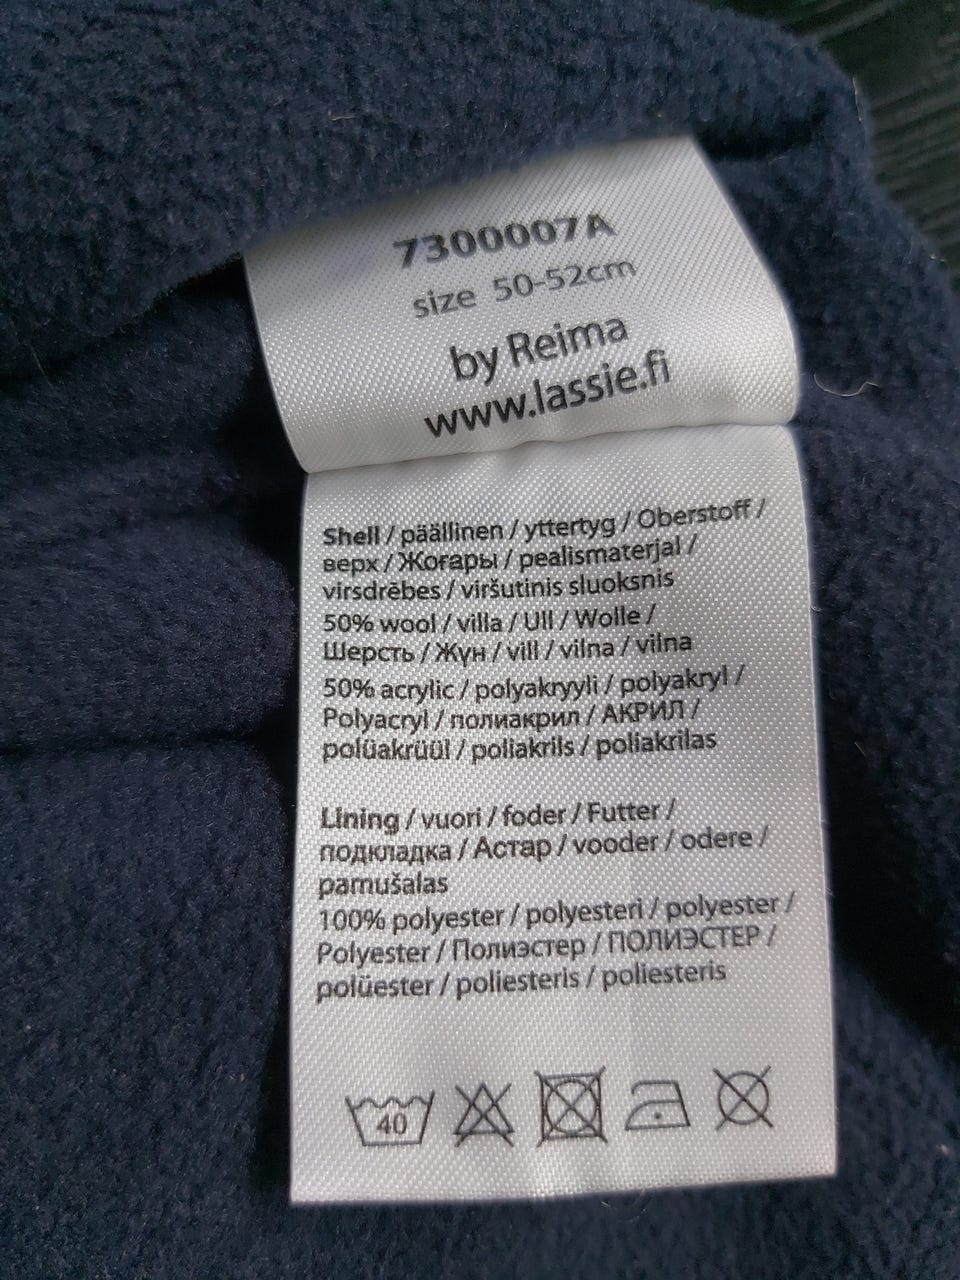 7300007A
size 50-52cm
by Reima
www.lassie.fi
Shell / päällinen / yttertyg / Oberstoff /
верх / Жоғары / pealismaterjal /
virsdrēbes / viršutinis sluoksnis
50% wool / villa / Ull / Wolle /
Шерсть / Жүн / vill / vilna / vilna
50% acrylic / polyakryyli / polyakryl /
Polyacryl / полиакрил / АКРИЛ /
polüakrüül / poliakrils / poliakrilas
Lining / vuori / foder / Futter /
подкладка / Астар / vooder / odere /
pamušalas
100% polyester / polyesteri / polyester /
Polyester / Полиэстер / ПОЛИЭСТЕР /
polüester / poliesteris / poliesteris
40